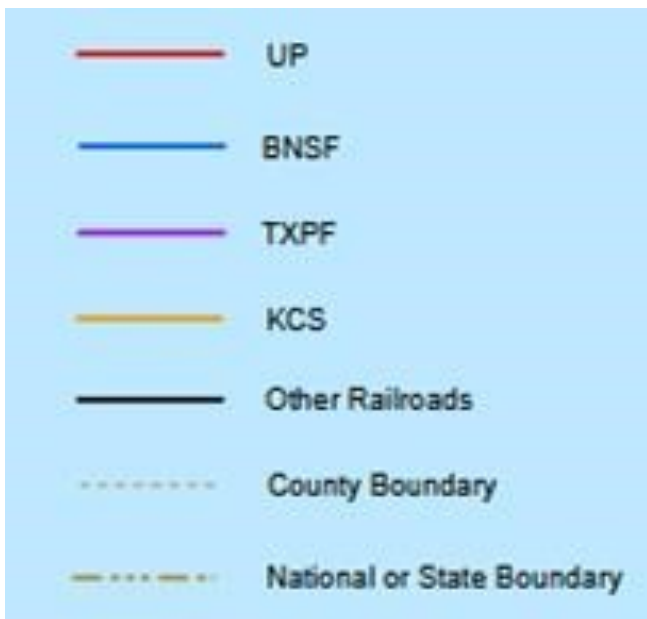 UP
BNSF
TXPF
KCS
Other Railroads
County Boundary
National or State Boundary